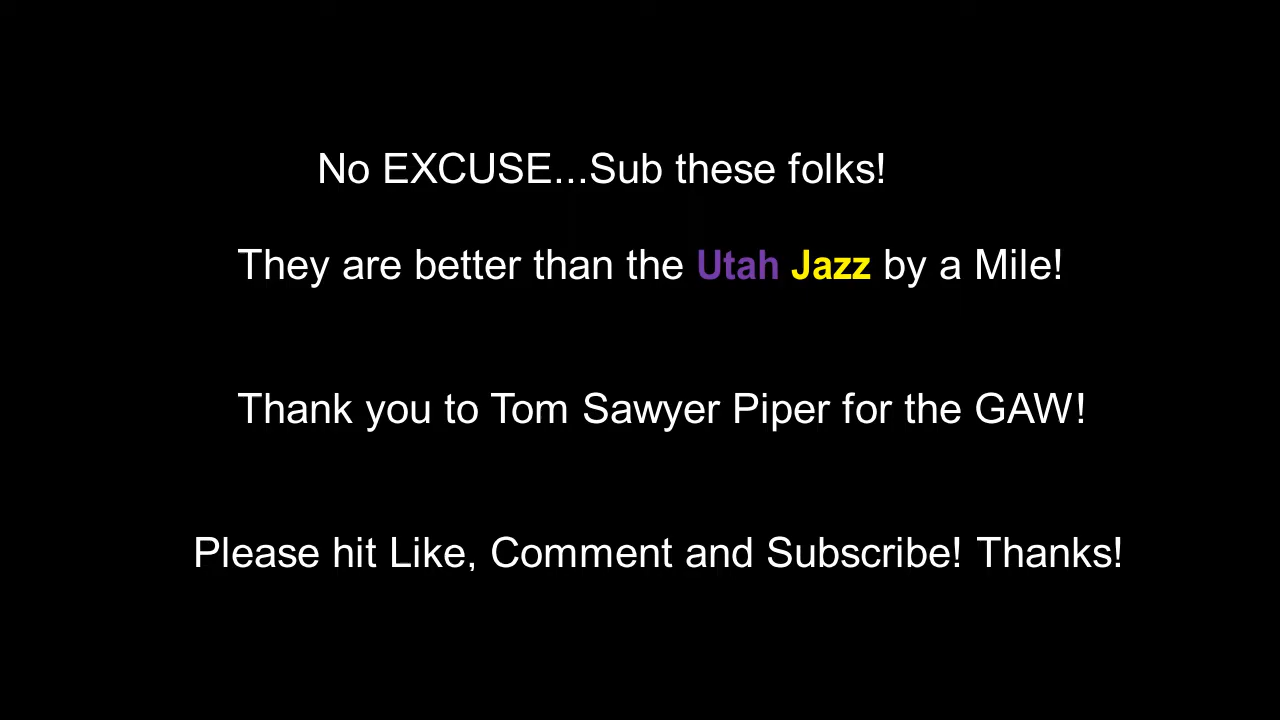 No EXCUSE...Sub these folks!
They are better than the Utah Jazz by a Mile!
Thank you to Tom Sawyer Piper for the GAW!
Please hit Like, Comment and Subscribe! Thanks!